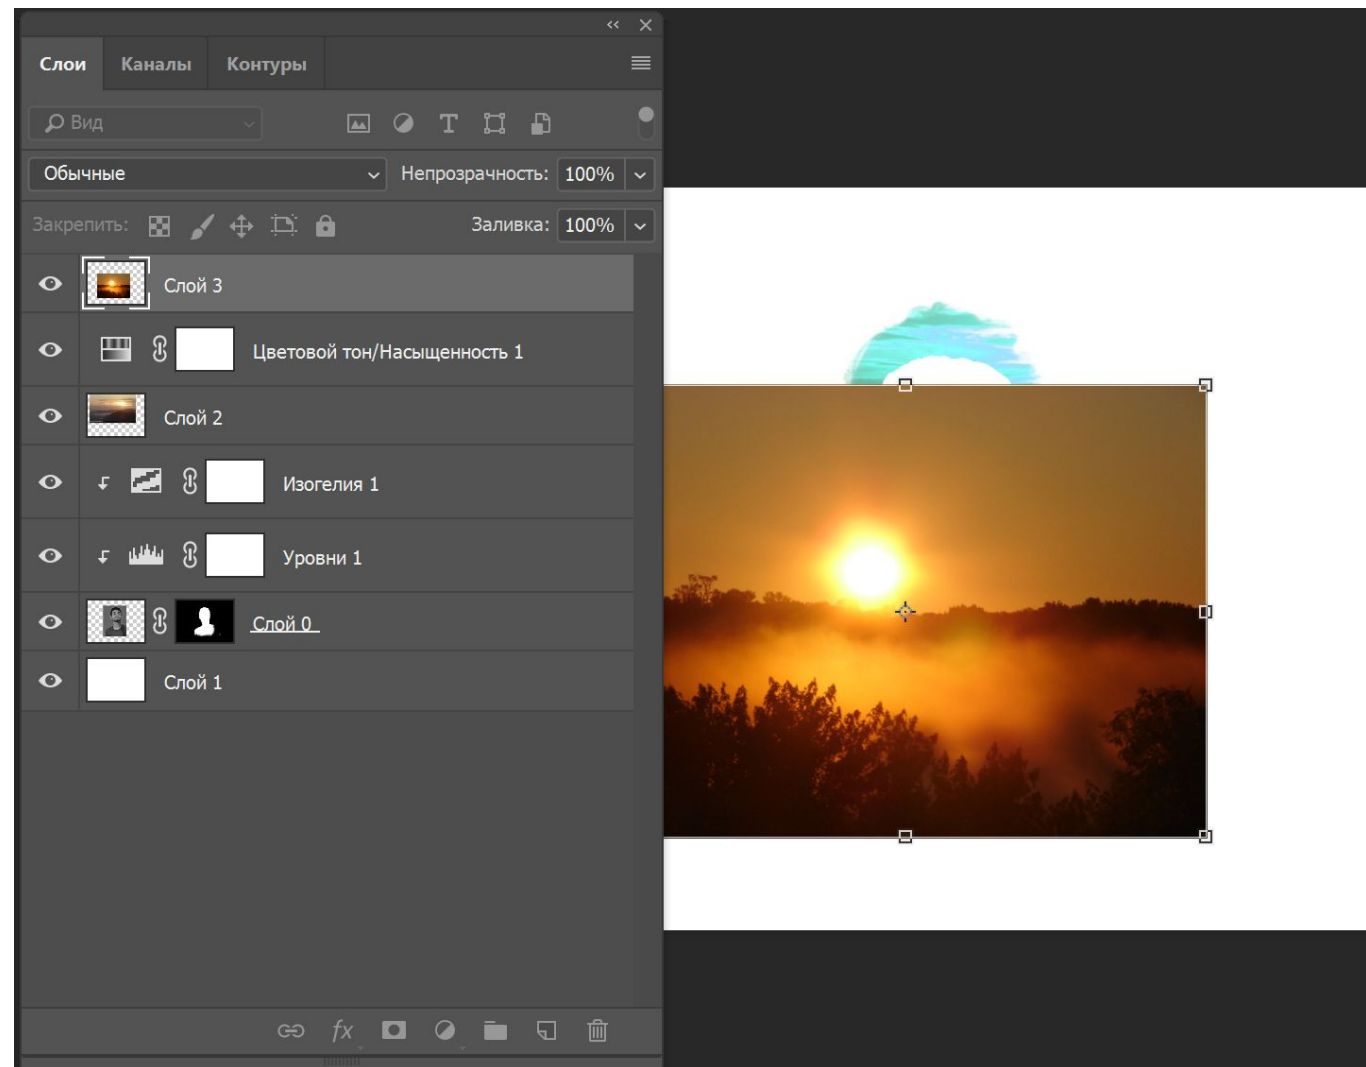 Слои Каналы Контуры
Вид
Обычные Непрозрачность: 100%
Закрепить: Заливка: 100%
Слой 3
Цветовой тон/Насыщенность 1
Слой 2
Изогелия 1
Уровни 1
Слой 0
Слой 1
fx